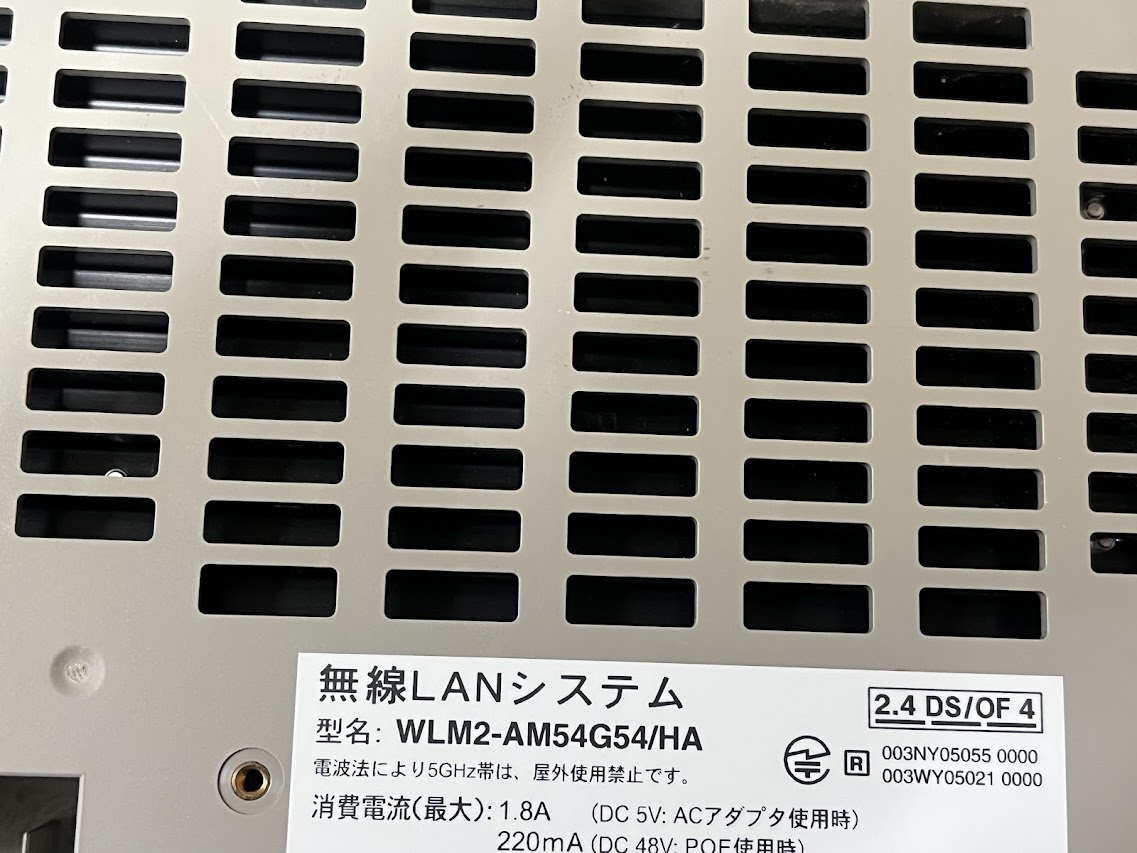 無線LANシステム
2.4 DS/OF 4
型名: WLM2-AM54G54/HA
R 003NY05055 0000
003WY05021 0000
電波法により5GHz帯は、屋外使用禁止です。
消費電流(最大): 1.8A (DC 5V: ACアダプタ使用時)
220mA (DC 48V: POE使用時)